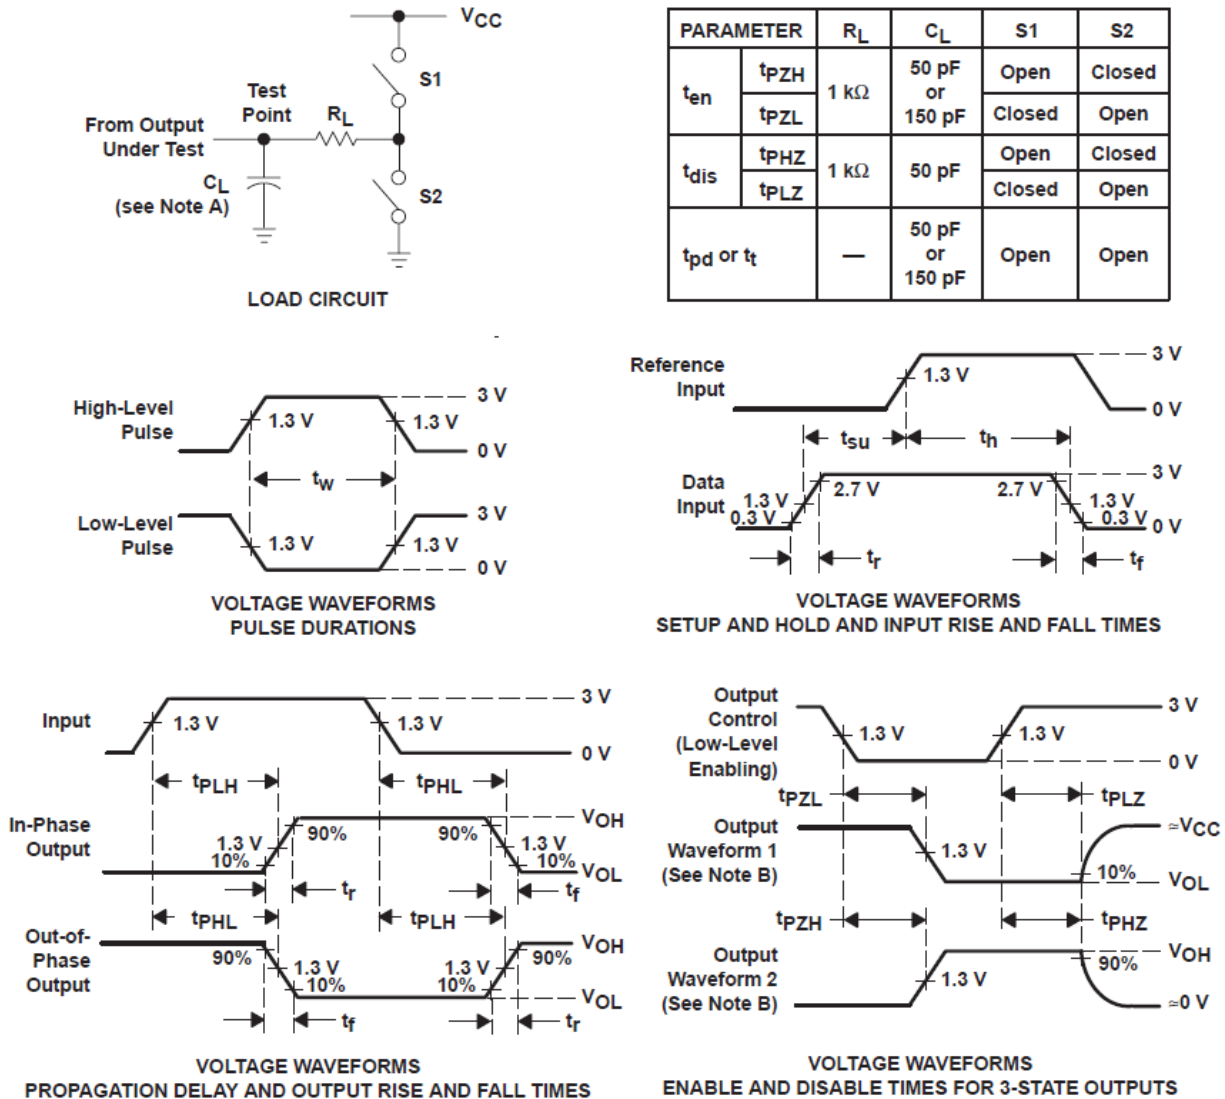 VCC
S1
Test
Point
RL
From Output
Under Test
CL
(see Note A)
S2
LOAD CIRCUIT
PARAMETER RL CL S1 S2
ten tPZH 1 kΩ 50 pF or 150 pF Open Closed
tPZL Closed Open
tdis tPHZ 1 kΩ 50 pF Open Closed
tPLZ Closed Open
tpd or tt — 50 pF or 150 pF Open Open
High-Level
Pulse
1.3 V 1.3 V
3 V
0 V
tw
Low-Level
Pulse
1.3 V 1.3 V
3 V
0 V
VOLTAGE WAVEFORMS
PULSE DURATIONS
Reference
Input
1.3 V
3 V
0 V
tsu th
Data
Input
1.3 V
0.3 V
2.7 V 2.7 V
3 V
1.3 V
0.3 V
0 V
tr tf
VOLTAGE WAVEFORMS
SETUP AND HOLD AND INPUT RISE AND FALL TIMES
Input
1.3 V 1.3 V
3 V
0 V
tPLH tPHL
In-Phase
Output
1.3 V
10%
90% 90%
1.3 V
10%
VOH
VOL
tr tf
tPHL tPLH
Out-of-
Phase
Output
90%
1.3 V
10%
1.3 V
10%
90%
VOH
VOL
tf tr
VOLTAGE WAVEFORMS
PROPAGATION DELAY AND OUTPUT RISE AND FALL TIMES
Output
Control
(Low-Level
Enabling)
1.3 V 1.3 V
3 V
0 V
tPZL tPLZ
Output
Waveform 1
(See Note B)
1.3 V
10%
≃VCC
VOL
tPZH tPHZ
Output
Waveform 2
(See Note B)
1.3 V
90%
VOH
≃0 V
VOLTAGE WAVEFORMS
ENABLE AND DISABLE TIMES FOR 3-STATE OUTPUTS